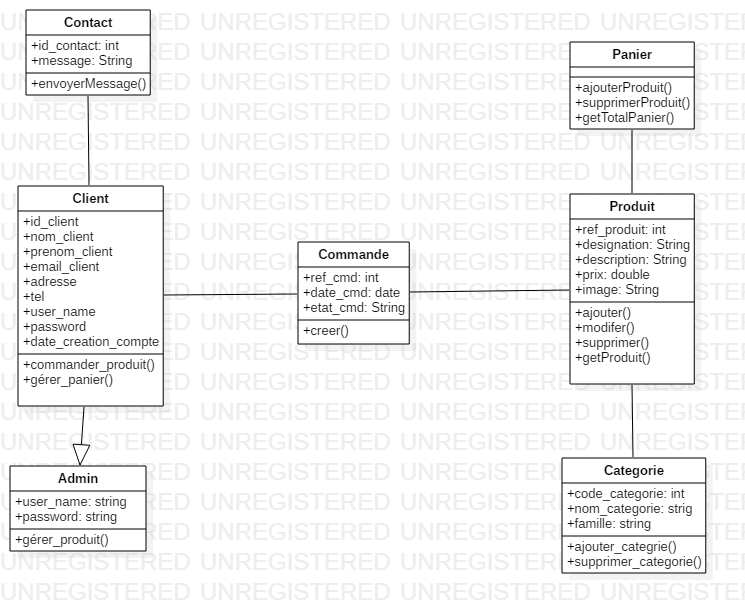 Contact
+id_contact: int
+message: String
+envoyerMessage()
Panier
+ajouterProduit()
+supprimerProduit()
+getTotalPanier()
Client
+id_client
+nom_client
+prenom_client
+email_client
+adresse
+tel
+user_name
+password
+date_creation_compte
+commander_produit()
+gérer_panier()
Commande
+ref_cmd: int
+date_cmd: date
+etat_cmd: String
+creer()
Produit
+ref_produit: int
+designation: String
+description: String
+prix: double
+image: String
+ajouter()
+modifer()
+supprimer()
+getProduit()
Admin
+user_name: string
+password: string
+gérer_produit()
Categorie
+code_categorie: int
+nom_categorie: strig
+famille: string
+ajouter_categrie()
+supprimer_categorie()
UNREGISTERED